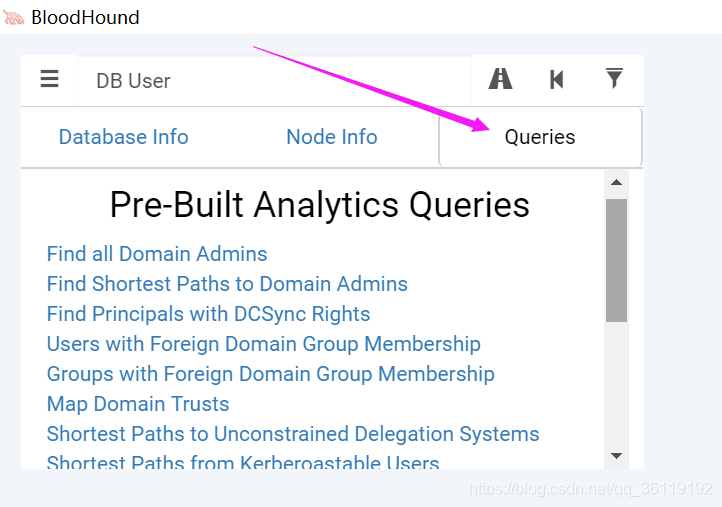 BloodHound
DB User
Database Info
Node Info
Queries
Pre-Built Analytics Queries
Find all Domain Admins
Find Shortest Paths to Domain Admins
Find Principals with DCSync Rights
Users with Foreign Domain Group Membership
Groups with Foreign Domain Group Membership
Map Domain Trusts
Shortest Paths to Unconstrained Delegation Systems
Shortest Paths from Kerberoastable Users
https://blog.csdn.net/qq_36119192